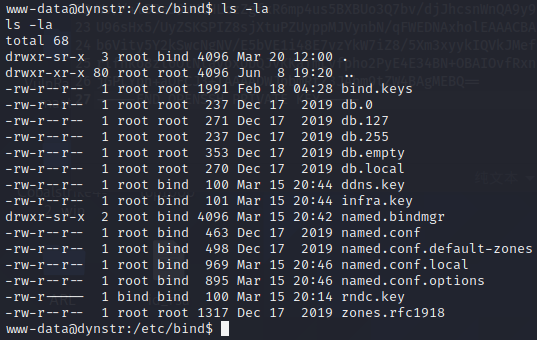 www-data@dynstr:/etc/bind$ ls -la
ls -la
total 68
drwxr-sr-x  3 root bind 4096 Mar 20 12:00 .
drwxr-xr-x 80 root root 4096 Jun  8 19:20 ..
-rw-r--r--  1 root root 1991 Feb 18 04:28 bind.keys
-rw-r--r--  1 root root  237 Dec 17  2019 db.0
-rw-r--r--  1 root root  271 Dec 17  2019 db.127
-rw-r--r--  1 root root  237 Dec 17  2019 db.255
-rw-r--r--  1 root root  353 Dec 17  2019 db.empty
-rw-r--r--  1 root root  270 Dec 17  2019 db.local
-rw-r--r--  1 root bind  100 Mar 15 20:44 ddns.key
-rw-r--r--  1 root bind  101 Mar 15 20:44 infra.key
drwxr-sr-x  2 root bind 4096 Mar 15 20:42 named.bindmgr
-rw-r--r--  1 root bind  463 Dec 17  2019 named.conf
-rw-r--r--  1 root bind  498 Dec 17  2019 named.conf.default-zones
-rw-r--r--  1 root bind  969 Mar 15 20:46 named.conf.local
-rw-r--r--  1 root bind  895 Mar 15 20:46 named.conf.options
-rw-r-----  1 bind bind  100 Mar 15 20:14 rndc.key
-rw-r--r--  1 root root 1317 Dec 17  2019 zones.rfc1918
www-data@dynstr:/etc/bind$